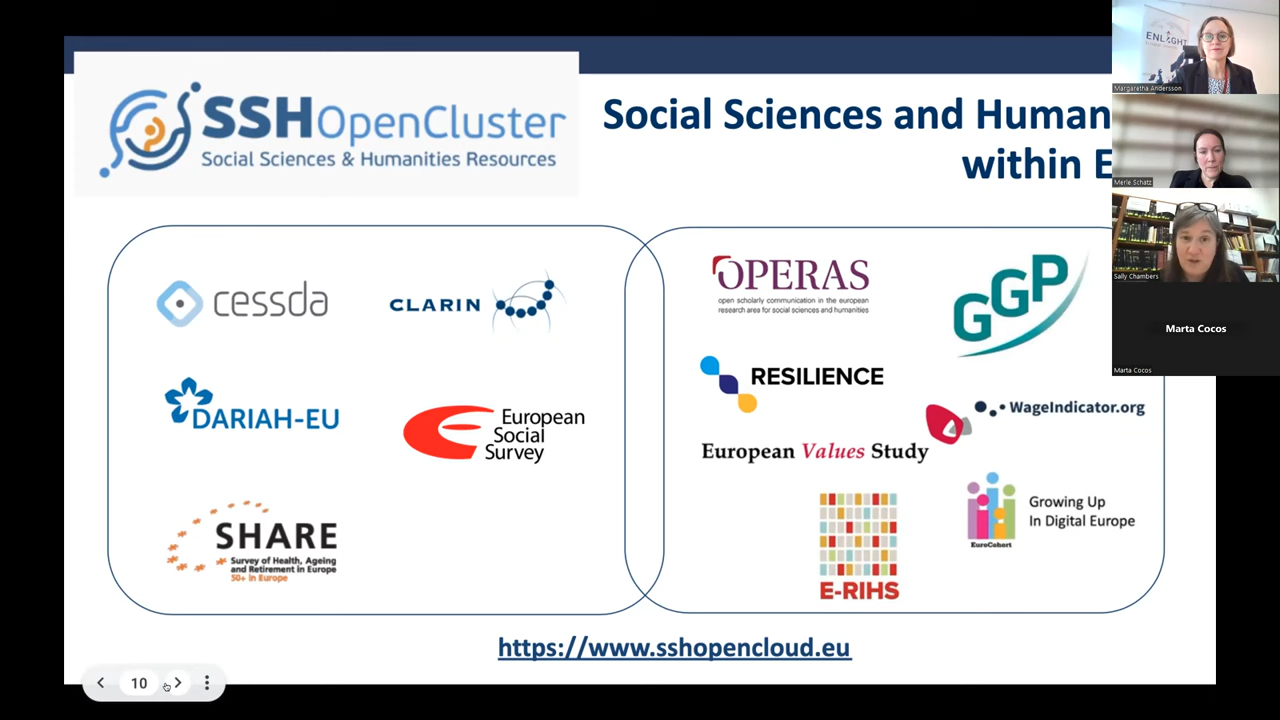 SSHOpenCluster
Social Sciences & Humanities Resources
Social Sciences and Human
within E
cessda
CLARIN
DARIAH-EU
European
Social
Survey
SHARE
Survey of Health, Ageing
and Retirement in Europe
50+ in Europe
OPERAS
open scholarly communication in the european
research area for social sciences and humanities
GGP
RESILIENCE
WageIndicator.org
European Values Study
E-RIHS
EuroCohort
Growing Up
In Digital Europe
https://www.sshopencloud.eu
10
ENLIGHT
Margaretha Andersson
Merle Schatz
Sally Chambers
Marta Cocos
Marta Cocos